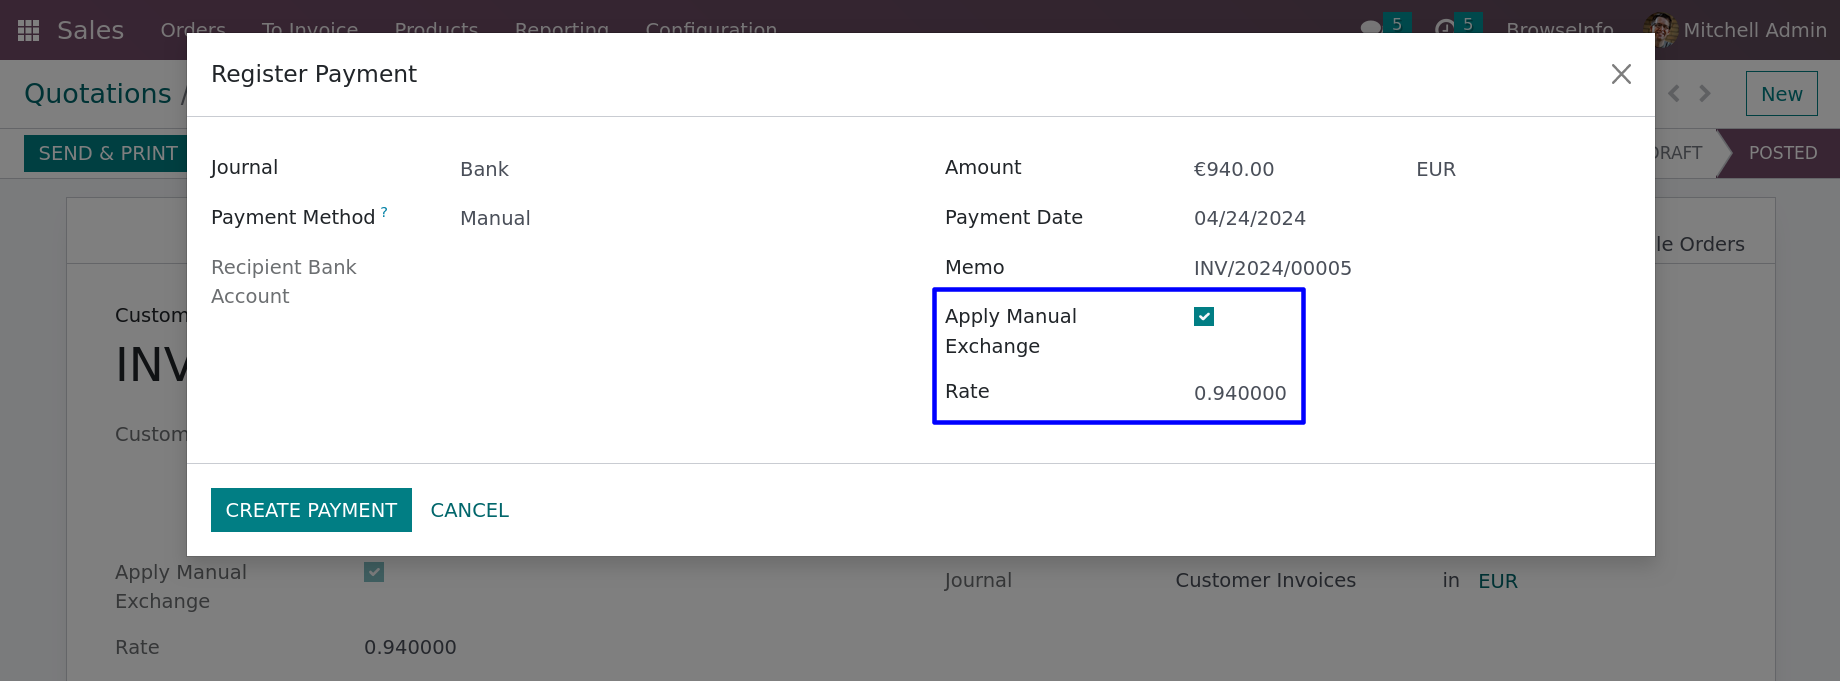 Sales Orders To Invoice Products Reporting Configuration 5 5 BrowseInfo Mitchell Admin
Register Payment
Quotations / New
SEND & PRINT DRAFT POSTED
Journal Bank Amount €940.00 EUR
Payment Method ? Manual Payment Date 04/24/2024
le Orders
Recipient Bank Account Memo INV/2024/00005
Custom
Apply Manual Exchange
INV
Rate 0.940000
Custom
CREATE PAYMENT CANCEL
Apply Manual Exchange
Journal Customer Invoices in EUR
Rate 0.940000